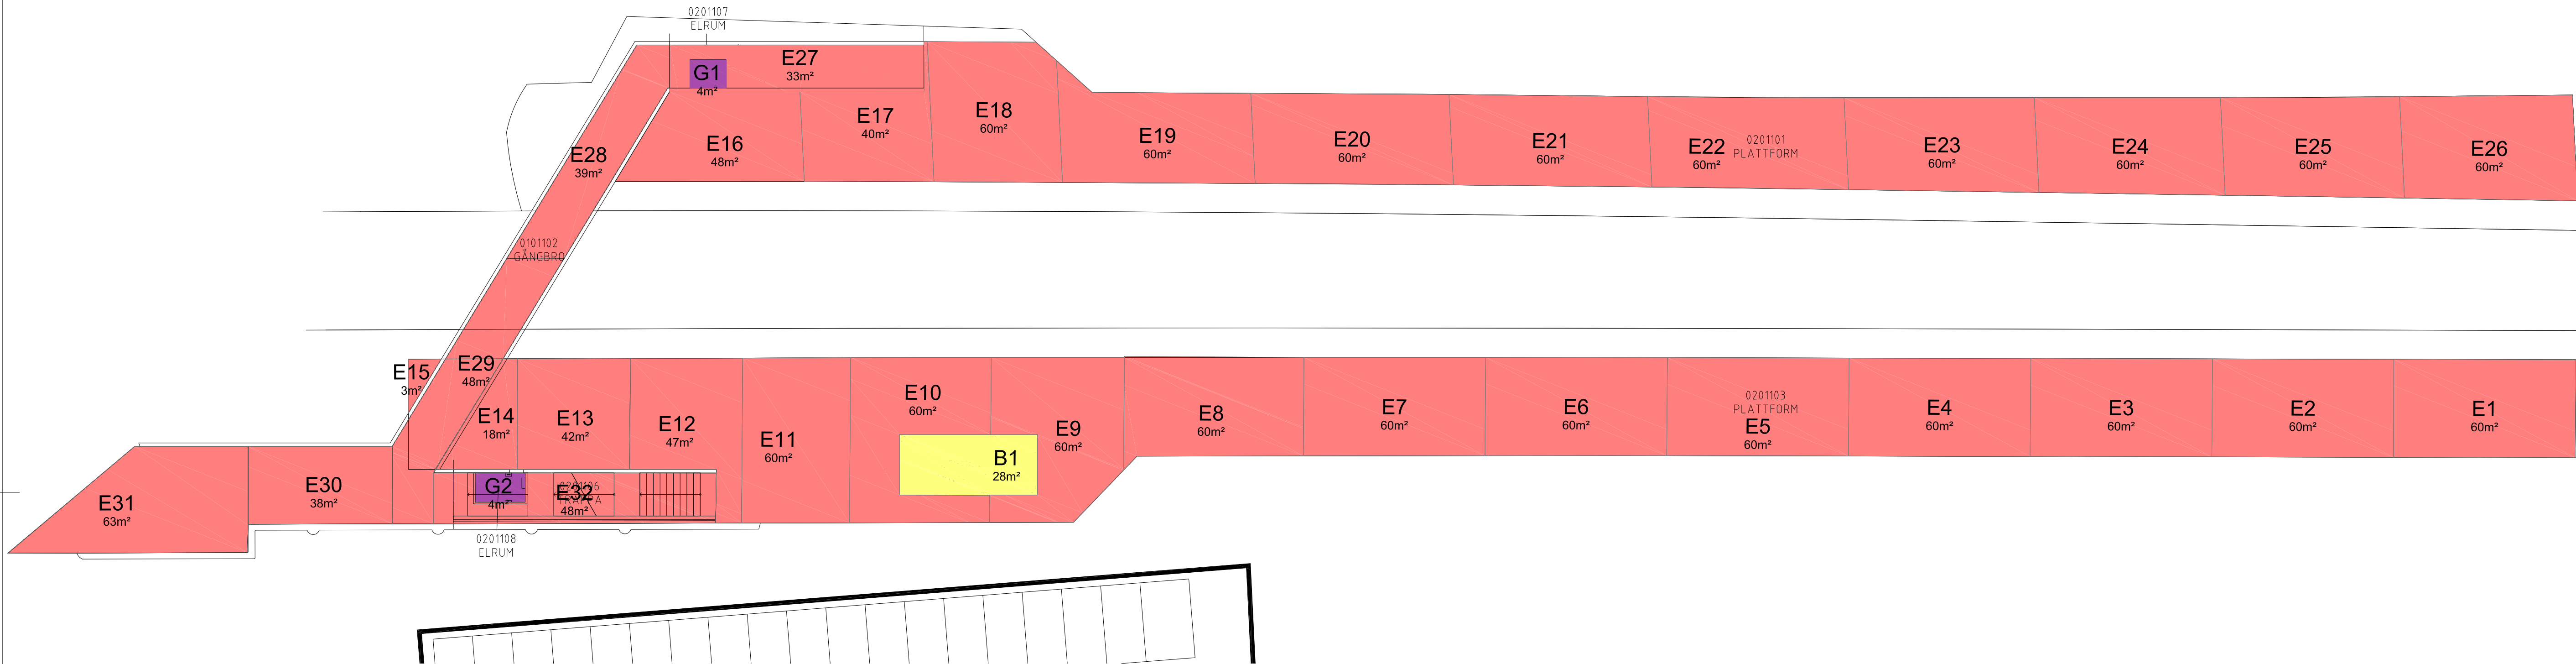 0201107
ELRUM
E27
33m²
G1
4m²
E16
48m²
E17
40m²
E18
60m²
E19
60m²
E20
60m²
E21
60m²
E22
60m²
0201101
PLATTFORM
E23
60m²
E24
60m²
E25
60m²
E26
60m²
E28
39m²
0101102
GÅNGBRO
E15
3m²
E29
48m²
E14
18m²
E13
42m²
E12
47m²
E11
60m²
E10
60m²
B1
28m²
E9
60m²
E8
60m²
E7
60m²
E6
60m²
0201103
PLATTFORM
E5
60m²
E4
60m²
E3
60m²
E2
60m²
E1
60m²
E31
63m²
E30
38m²
G2
4m²
0201106
TRAPPA
E32
48m²
0201108
ELRUM